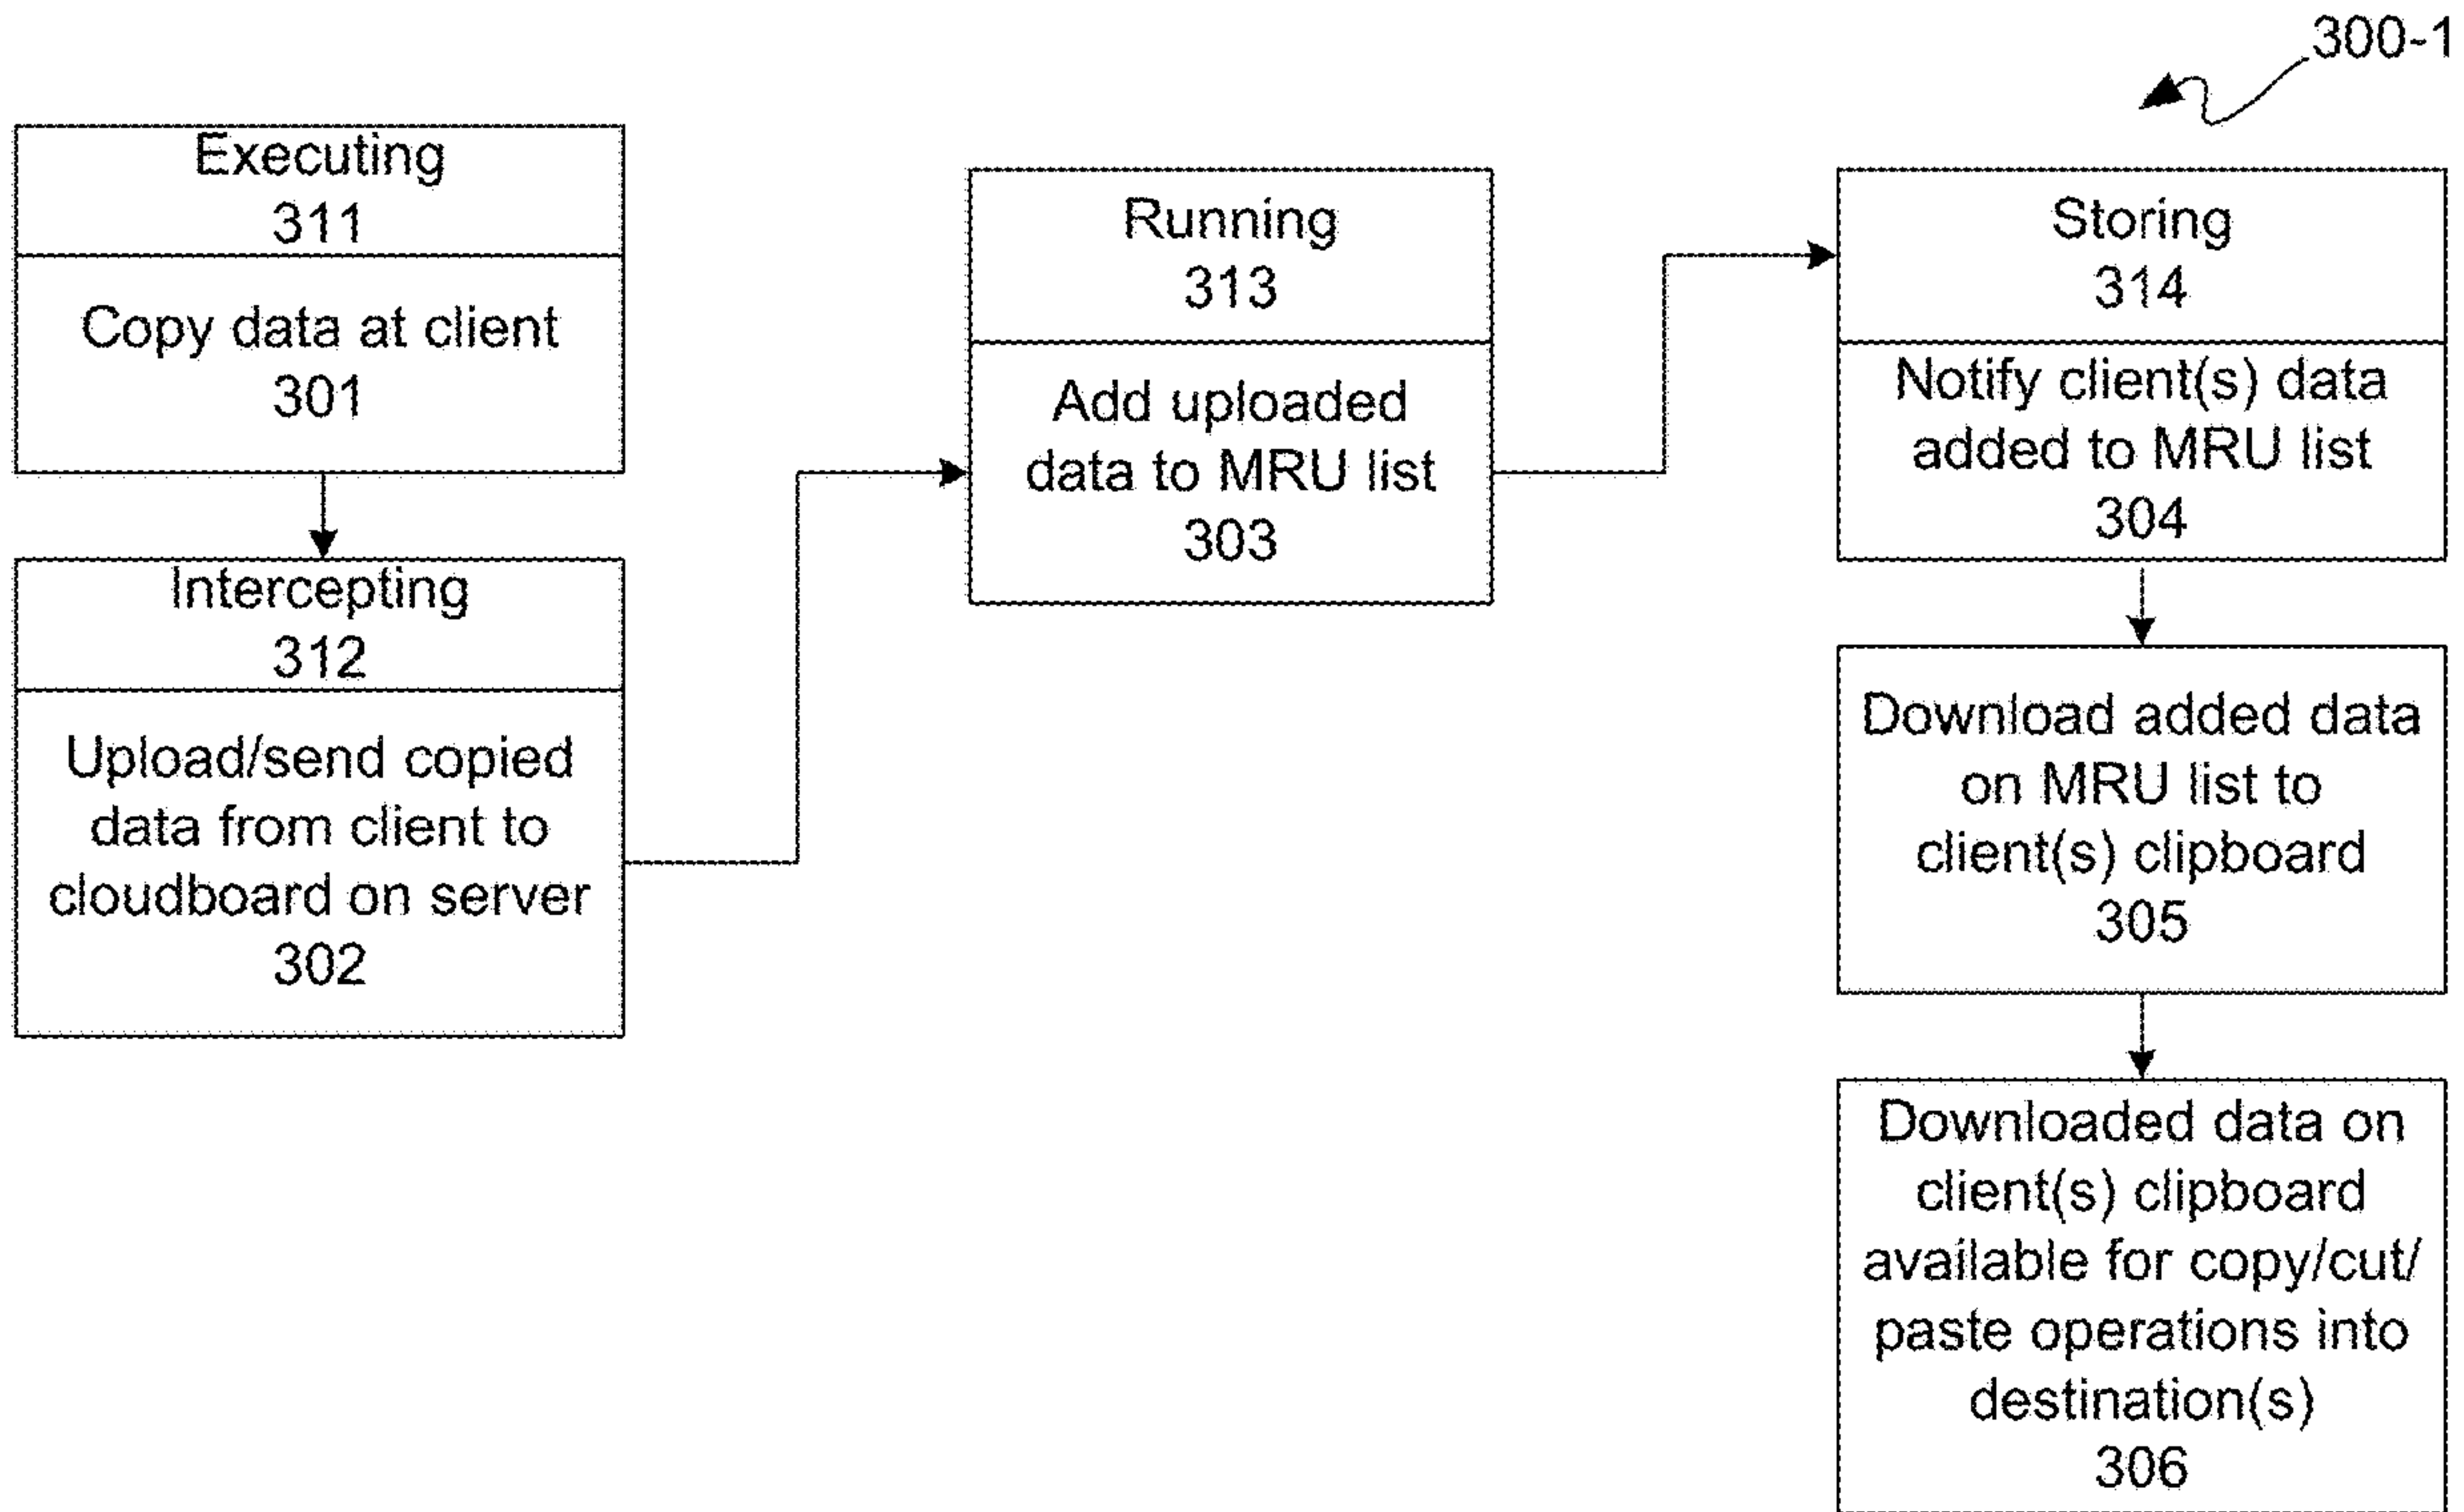 300-1
Executing
311
Copy data at client
301
Intercepting
312
Upload/send copied
data from client to
cloudboard on server
302
Running
313
Add uploaded
data to MRU list
303
Storing
314
Notify client(s) data
added to MRU list
304
Download added data
on MRU list to
client(s) clipboard
305
Downloaded data on
client(s) clipboard
available for copy/cut/
paste operations into
destination(s)
306